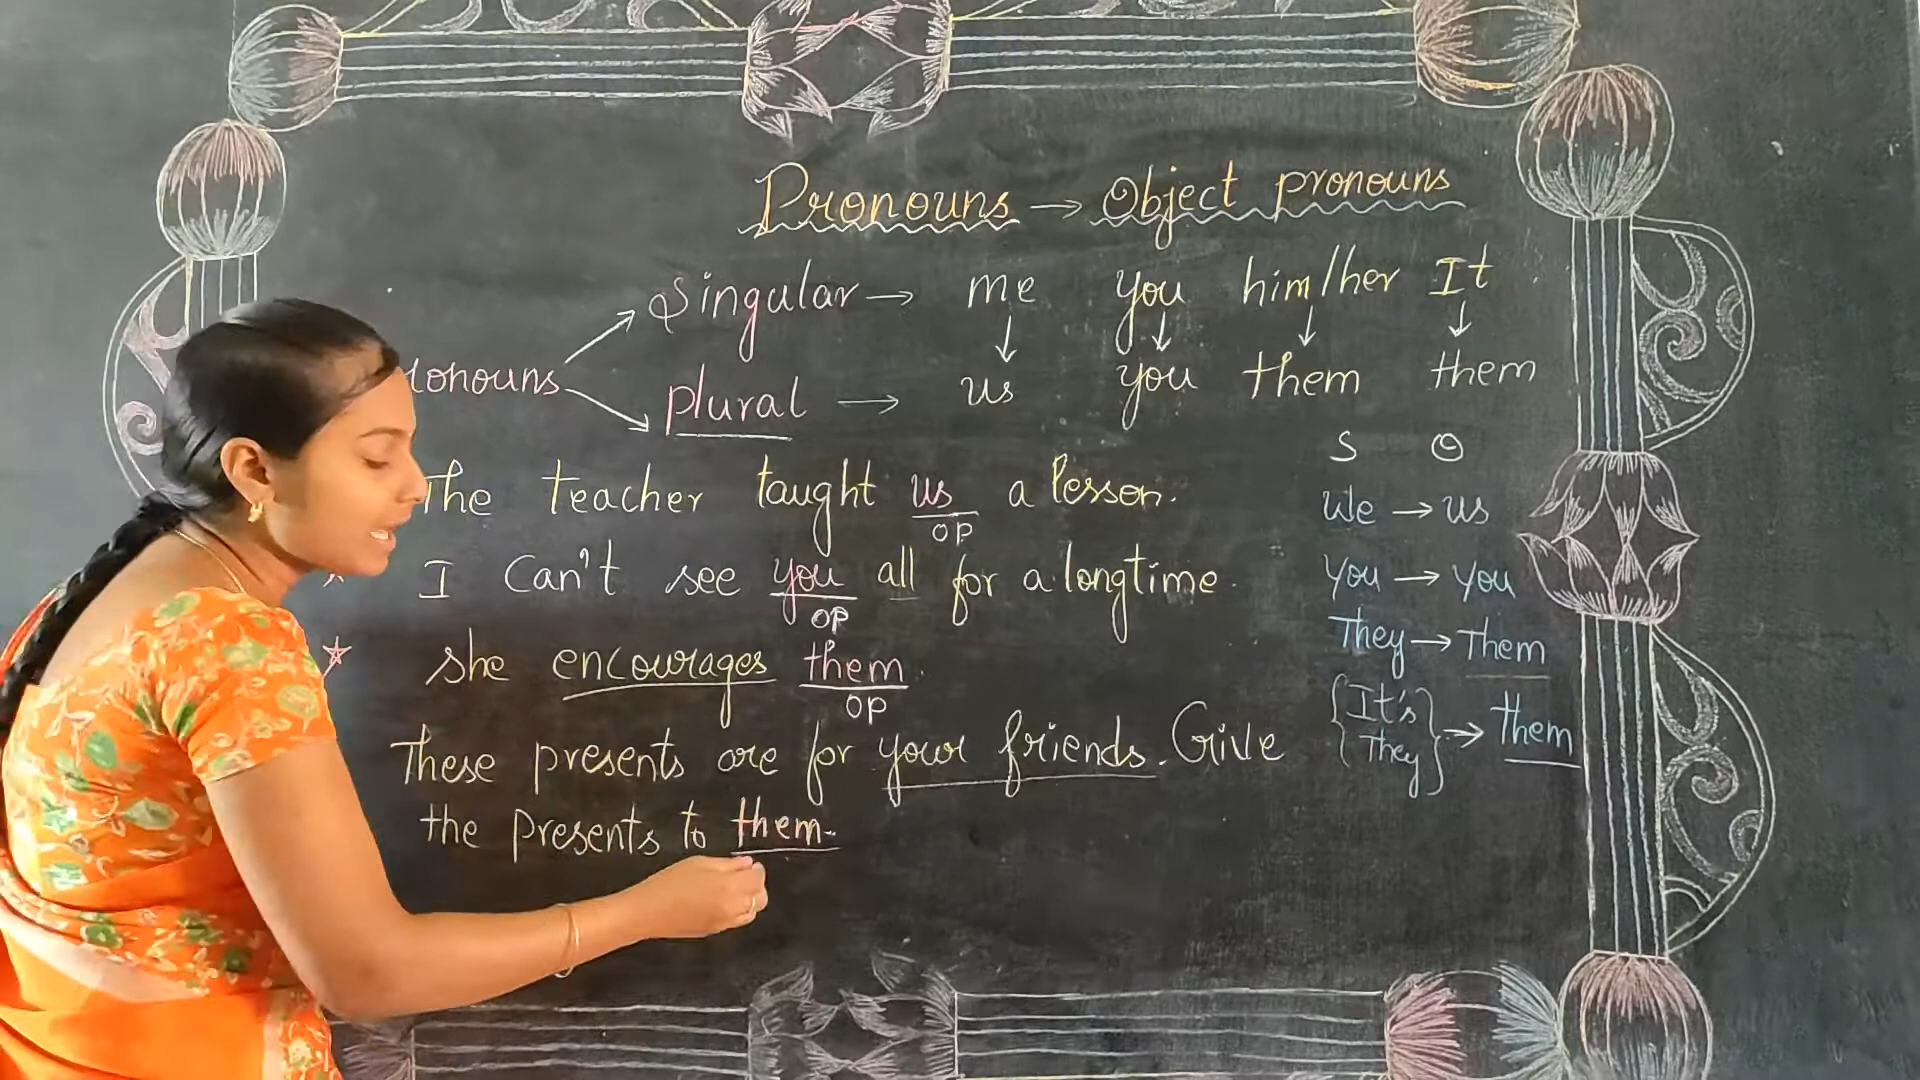 Pronouns → Object pronouns
Singular → me you him/her It
plural → us you them them
S O
The teacher taught us a lesson.
OP
We → us
I Can't see you all for a longtime.
OP
you → you
She encourages them.
OP
They → Them
These presents are for your friends. Give
{It's They} → them
the presents to them.